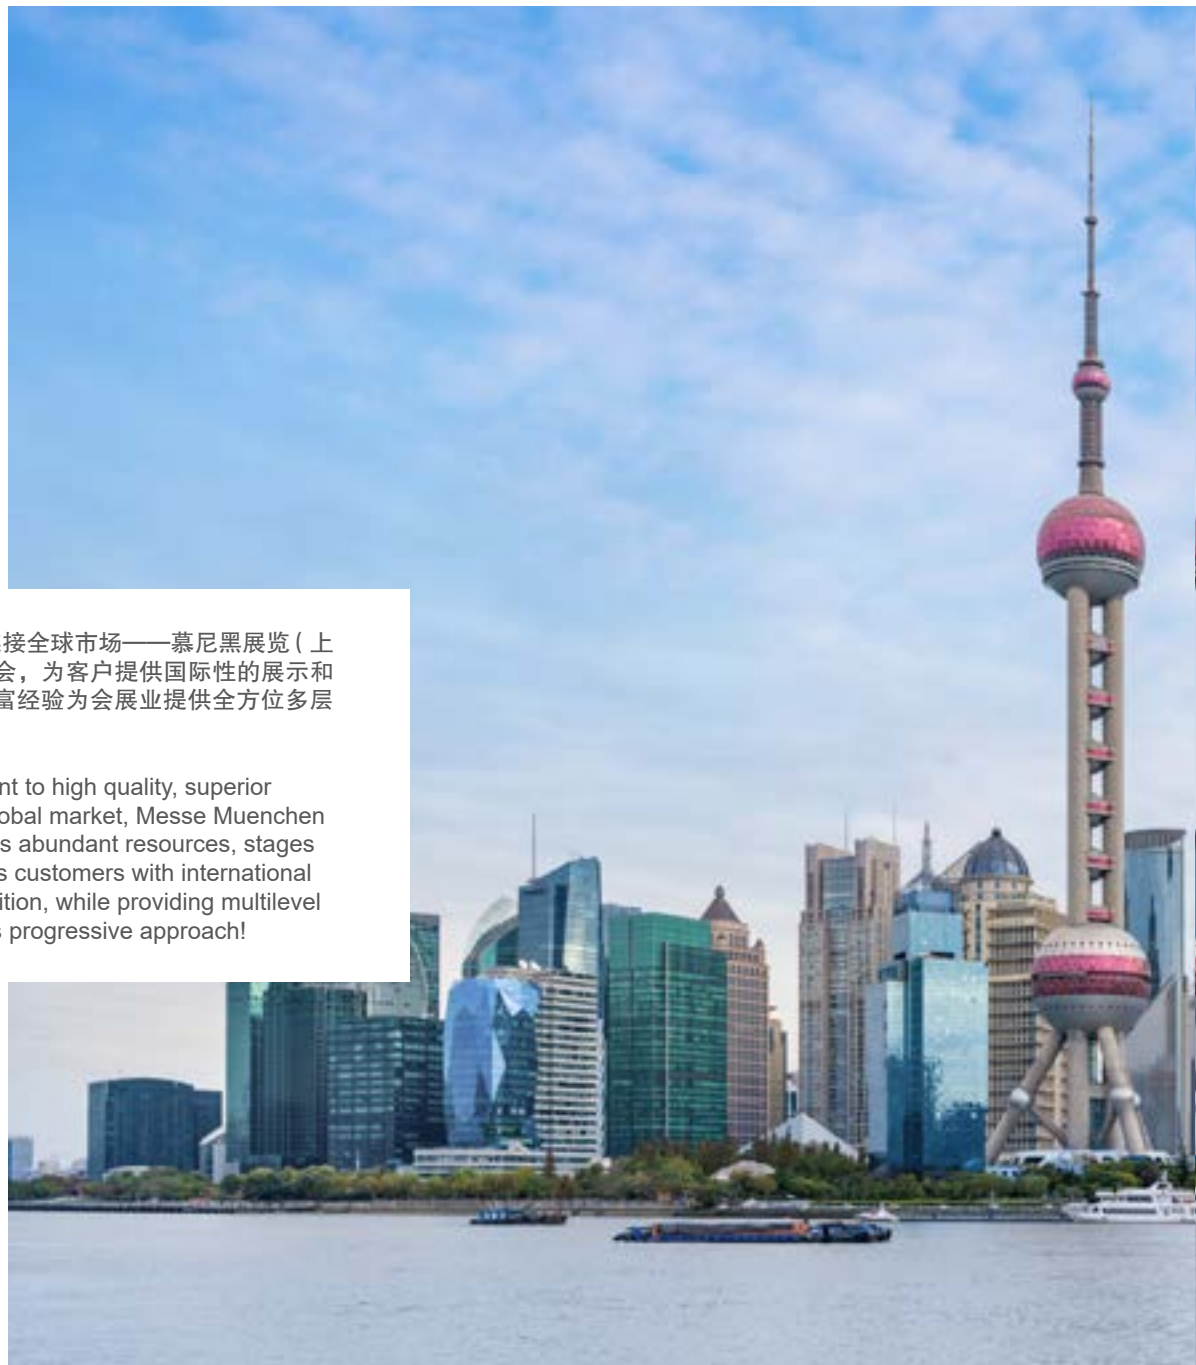 接全球市场——慕尼黑展览（上
会，为客户提供国际性的展示和
富经验为会展业提供全方位多层
nt to high quality, superior
obal market, Messe Muenchen
s abundant resources, stages
s customers with international
ition, while providing multilevel
s progressive approach!